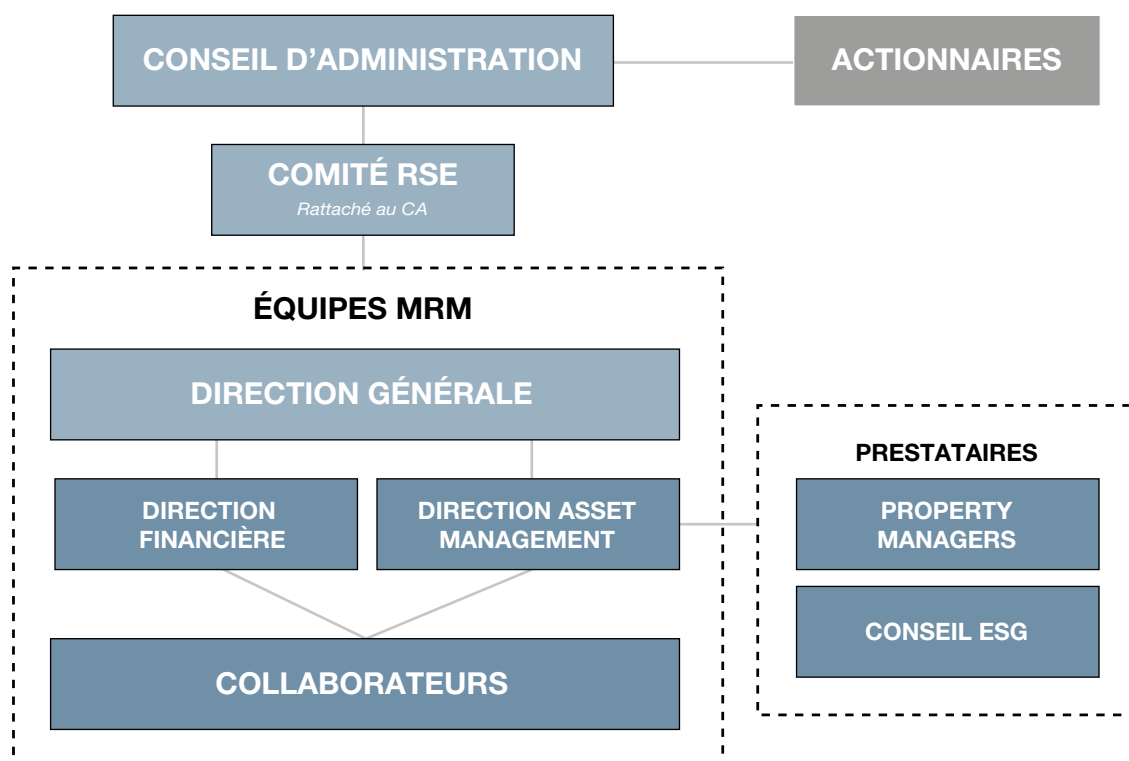 CONSEIL D'ADMINISTRATION
ACTIONNAIRES
COMITÉ RSE
Rattaché au CA
ÉQUIPES MRM
DIRECTION GÉNÉRALE
DIRECTION
FINANCIÈRE
DIRECTION ASSET
MANAGEMENT
COLLABORATEURS
PRESTATAIRES
PROPERTY
MANAGERS
CONSEIL ESG